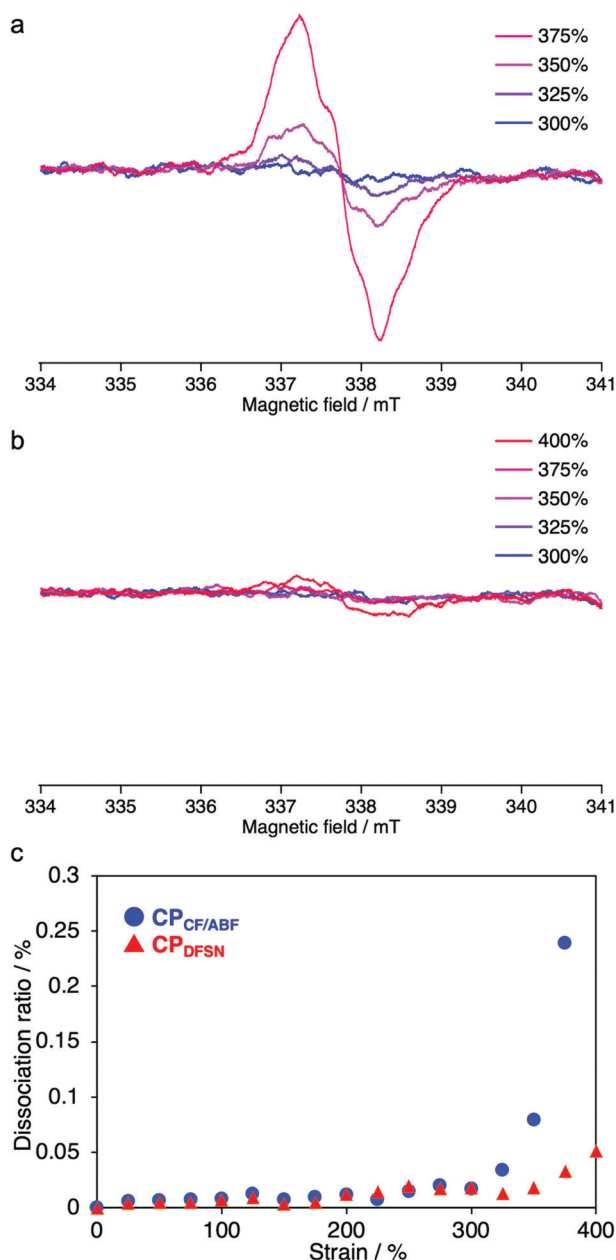 a
375%
350%
325%
300%
334 335 336 337 338 339 340 341
Magnetic field / mT
b
400%
375%
350%
325%
300%
334 335 336 337 338 339 340 341
Magnetic field / mT
c
0.3
0.25
0.2
0.15
0.1
0.05
0
Dissociation ratio / %
CP_CF/ABF
CP_DFSN
0 100 200 300 400
Strain / %